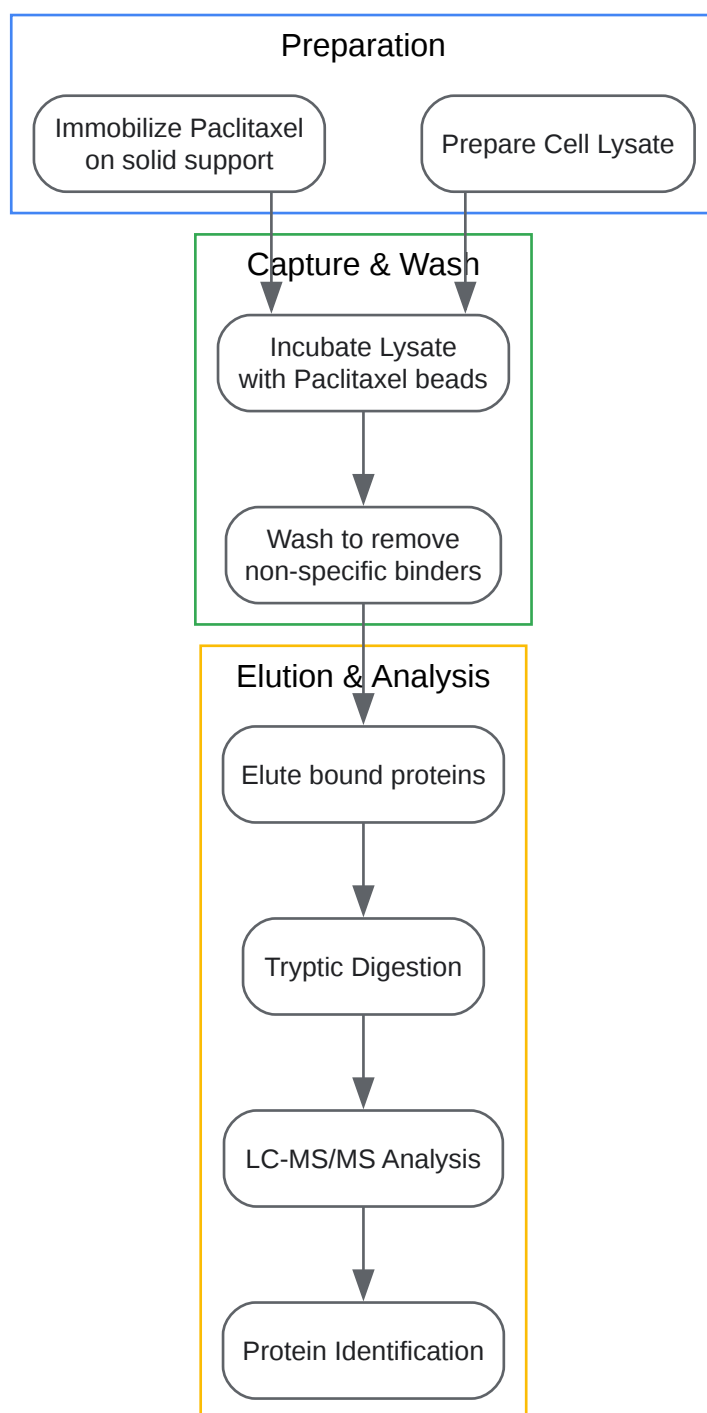 Preparation
Immobilize Paclitaxel
on solid support
Prepare Cell Lysate
Capture & Wash
Incubate Lysate
with Paclitaxel beads
Wash to remove
non-specific binders
Elution & Analysis
Elute bound proteins
Tryptic Digestion
LC-MS/MS Analysis
Protein Identification